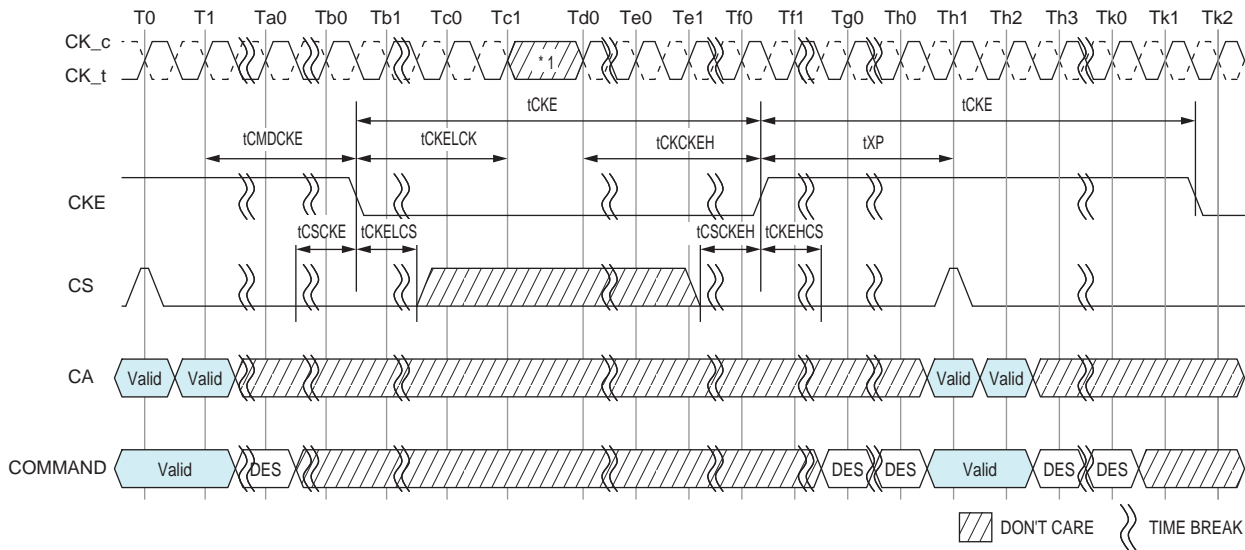 T0 T1 Ta0 Tb0 Tb1 Tc0 Tc1 Td0 Te0 Te1 Tf0 Tf1 Tg0 Th0 Th1 Th2 Th3 Tk0 Tk1 Tk2
CK_c
* 1
CK_t
tCKE tCKE
tCMDCKE tCKELCK tCKCKEH tXP
CKE
tCSCKE tCKELCS tCSCKEH tCKEHCS
CS
CA Valid Valid Valid Valid
COMMAND Valid DES DES DES Valid DES DES
DON'T CARE TIME BREAK